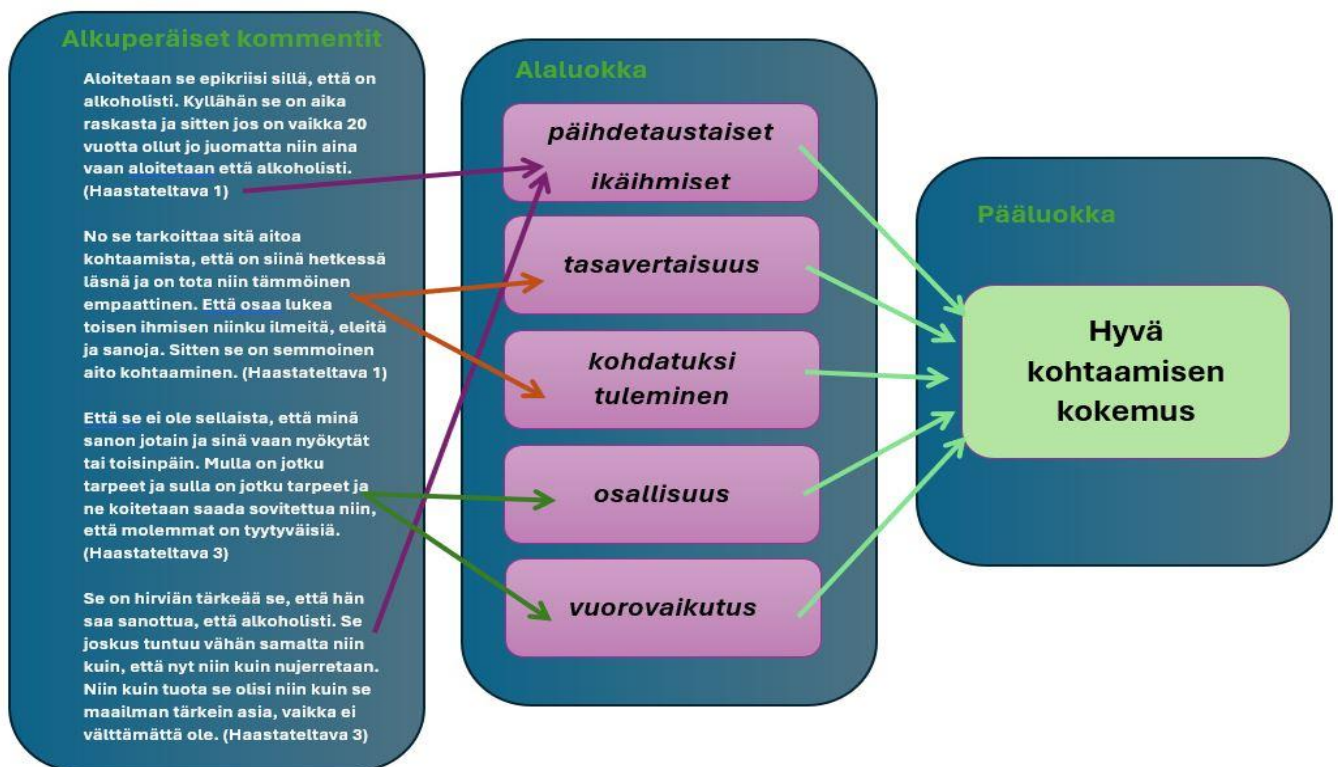 Alkuperäiset kommentit
Aloitetaan se epikriisi sillä, että on
alkoholisti. Kyllähän se on aika
raskasta ja sitten jos on vaikka 20
vuotta ollut jo juomatta niin aina
vaan aloitetaan että alkoholisti.
(Haastateltava 1)
No se tarkoittaa sitä aitoa
kohtaamista, että on siinä hetkessä
läsnä ja on tota niin tämmöinen
empaattinen. Että osaa lukea
toisen ihmisen niinku ilmeitä, eleitä
ja sanoja. Sitten se on semmoinen
aito kohtaaminen. (Haastateltava 1)
Että se ei ole sellaista, että minä
sanon jotain ja sinä vaan nyökytät
tai toisinpäin. Mulla on jotku
tarpeet ja sulla on jotku tarpeet ja
ne koitetaan saada sovitettua niin,
että molemmat on tyytyväisiä.
(Haastateltava 3)
Se on hirviän tärkeää se, että hän
saa sanottua, että alkoholisti. Se
joskus tuntuu vähän samalta niin
kuin, että nyt niin kuin nujerretaan.
Niin kuin tuota se olisi niin kuin se
maailman tärkein asia, vaikka ei
välttämättä ole. (Haastateltava 3)
Alaluokka
päihdetaustaiset
ikäihmiset
tasavertaisuus
kohdatuksi
tuleminen
osallisuus
vuorovaikutus
Pääluokka
Hyvä
kohtaamisen
kokemus